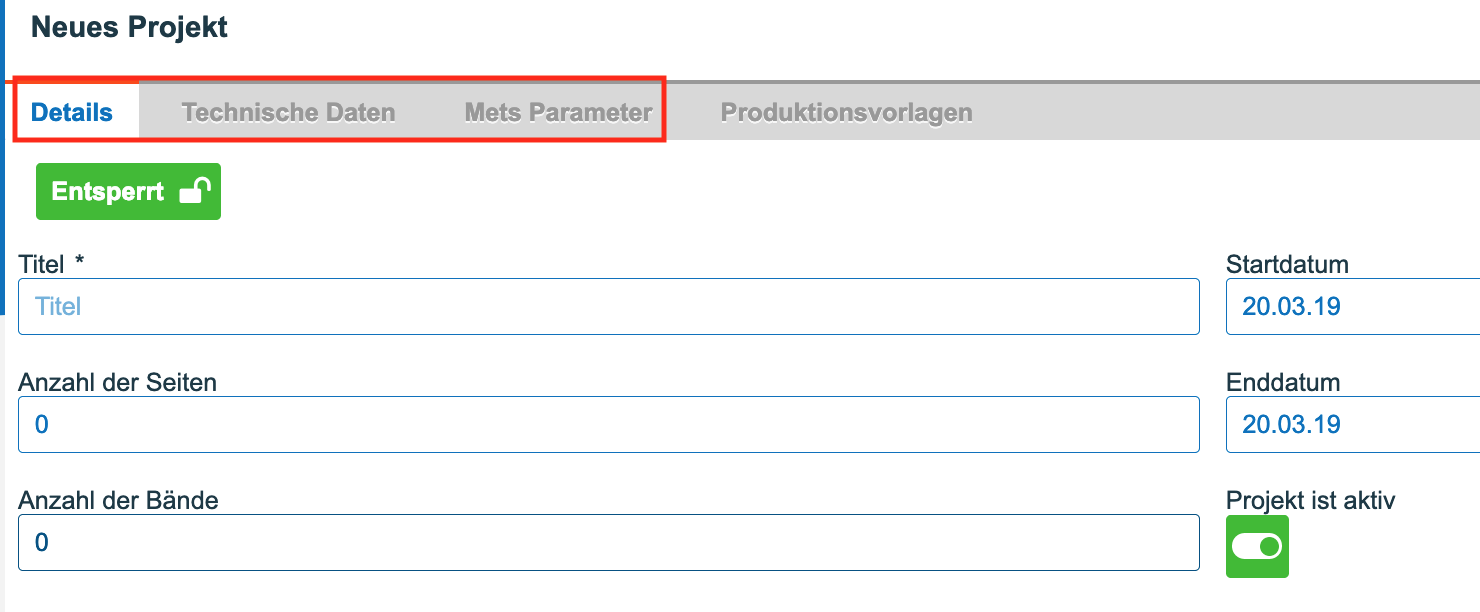 Neues Projekt
Details Technische Daten Mets Parameter Produktionsvorlagen
Entsperrt
Titel * Startdatum
Titel 20.03.19
Anzahl der Seiten Enddatum
0 20.03.19
Anzahl der Bände Projekt ist aktiv
0